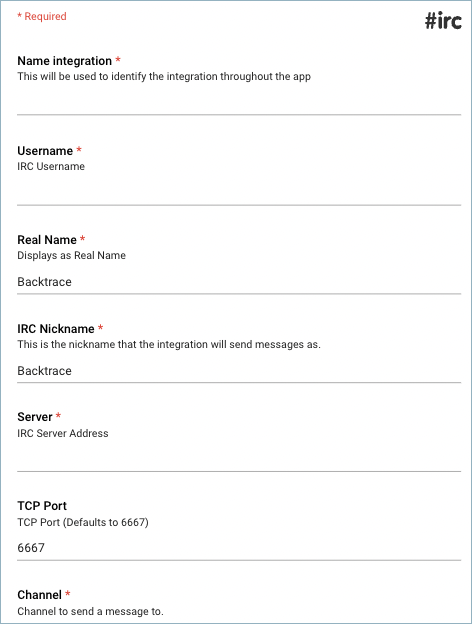 * Required
#irc
Name integration *
This will be used to identify the integration throughout the app
Username *
IRC Username
Real Name *
Displays as Real Name
Backtrace
IRC Nickname *
This is the nickname that the integration will send messages as.
Backtrace
Server *
IRC Server Address
TCP Port
TCP Port (Defaults to 6667)
6667
Channel *
Channel to send a message to.